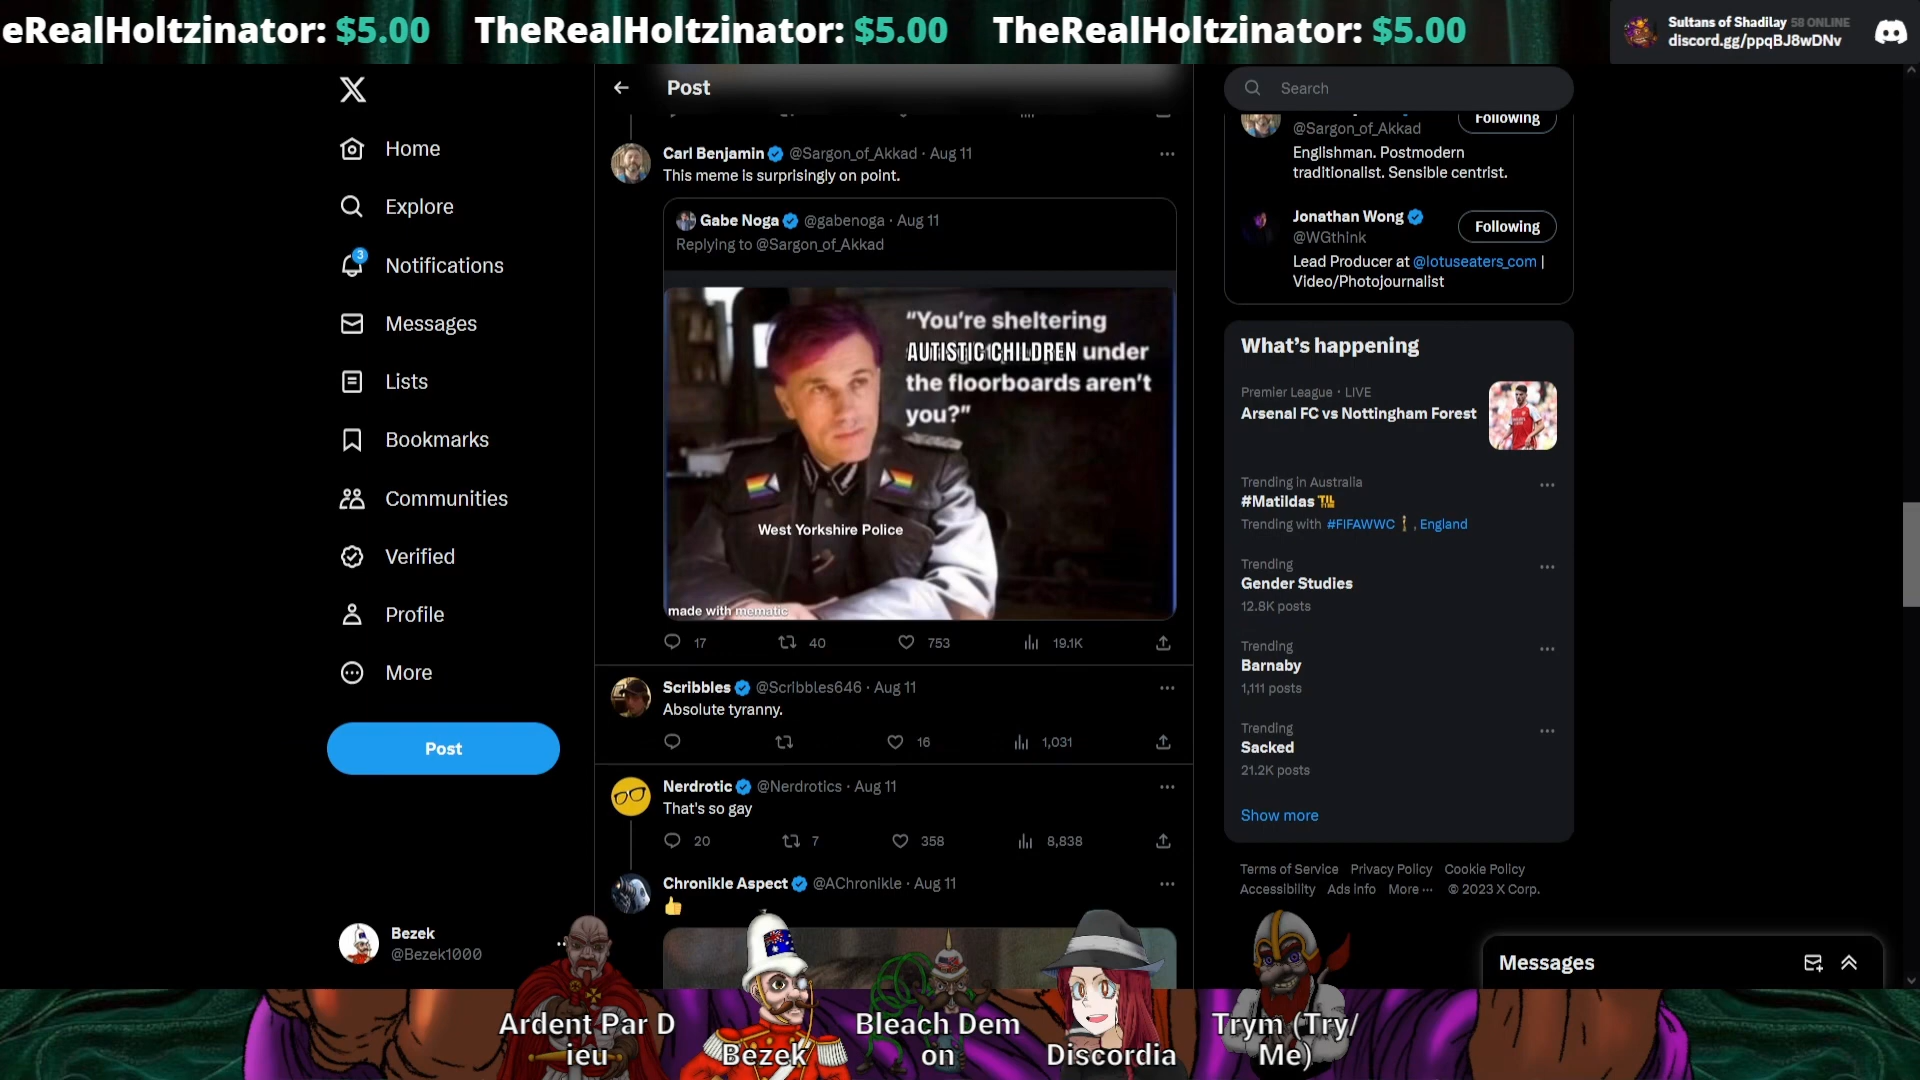 eRealHoltzinator: $5.00 TheRealHoltzinator: $5.00 TheRealHoltzinator: $5.00
Sultans of Shadilay 58 ONLINE
discord.gg/ppqBJ8wDNv
Home
Explore
3
Notifications
Messages
Lists
Bookmarks
Communities
Verified
Profile
More
Post
Bezek
@Bezek1000
Post
Carl Benjamin @Sargon_of_Akkad · Aug 11
This meme is surprisingly on point.
Gabe Noga @gabenoga · Aug 11
Replying to @Sargon_of_Akkad
“You’re sheltering
AUTISTIC CHILDREN under
the floorboards aren’t
you?”
West Yorkshire Police
made with mematic
17 40 753 19.1K
Scribbles @Scribbles646 · Aug 11
Absolute tyranny.
16 1,031
Nerdrotic @Nerdrotics · Aug 11
That's so gay
20 7 358 8,838
Chronikle Aspect @AChronikle · Aug 11
Search
@Sargon_of_Akkad
Following
Englishman. Postmodern
traditionalist. Sensible centrist.
Jonathan Wong
@WGthink
Following
Lead Producer at @lotuseaters_com |
Video/Photojournalist
What’s happening
Premier League · LIVE
Arsenal FC vs Nottingham Forest
Trending in Australia
#Matildas
Trending with #FIFAWWC , England
Trending
Gender Studies
12.8K posts
Trending
Barnaby
1,111 posts
Trending
Sacked
21.2K posts
Show more
Terms of Service Privacy Policy Cookie Policy
Accessibility Ads info More ··· © 2023 X Corp.
Messages
Ardent Par D
ieu
Bezek
Bleach Dem
on
Discordia
Trym (Try/
Me)